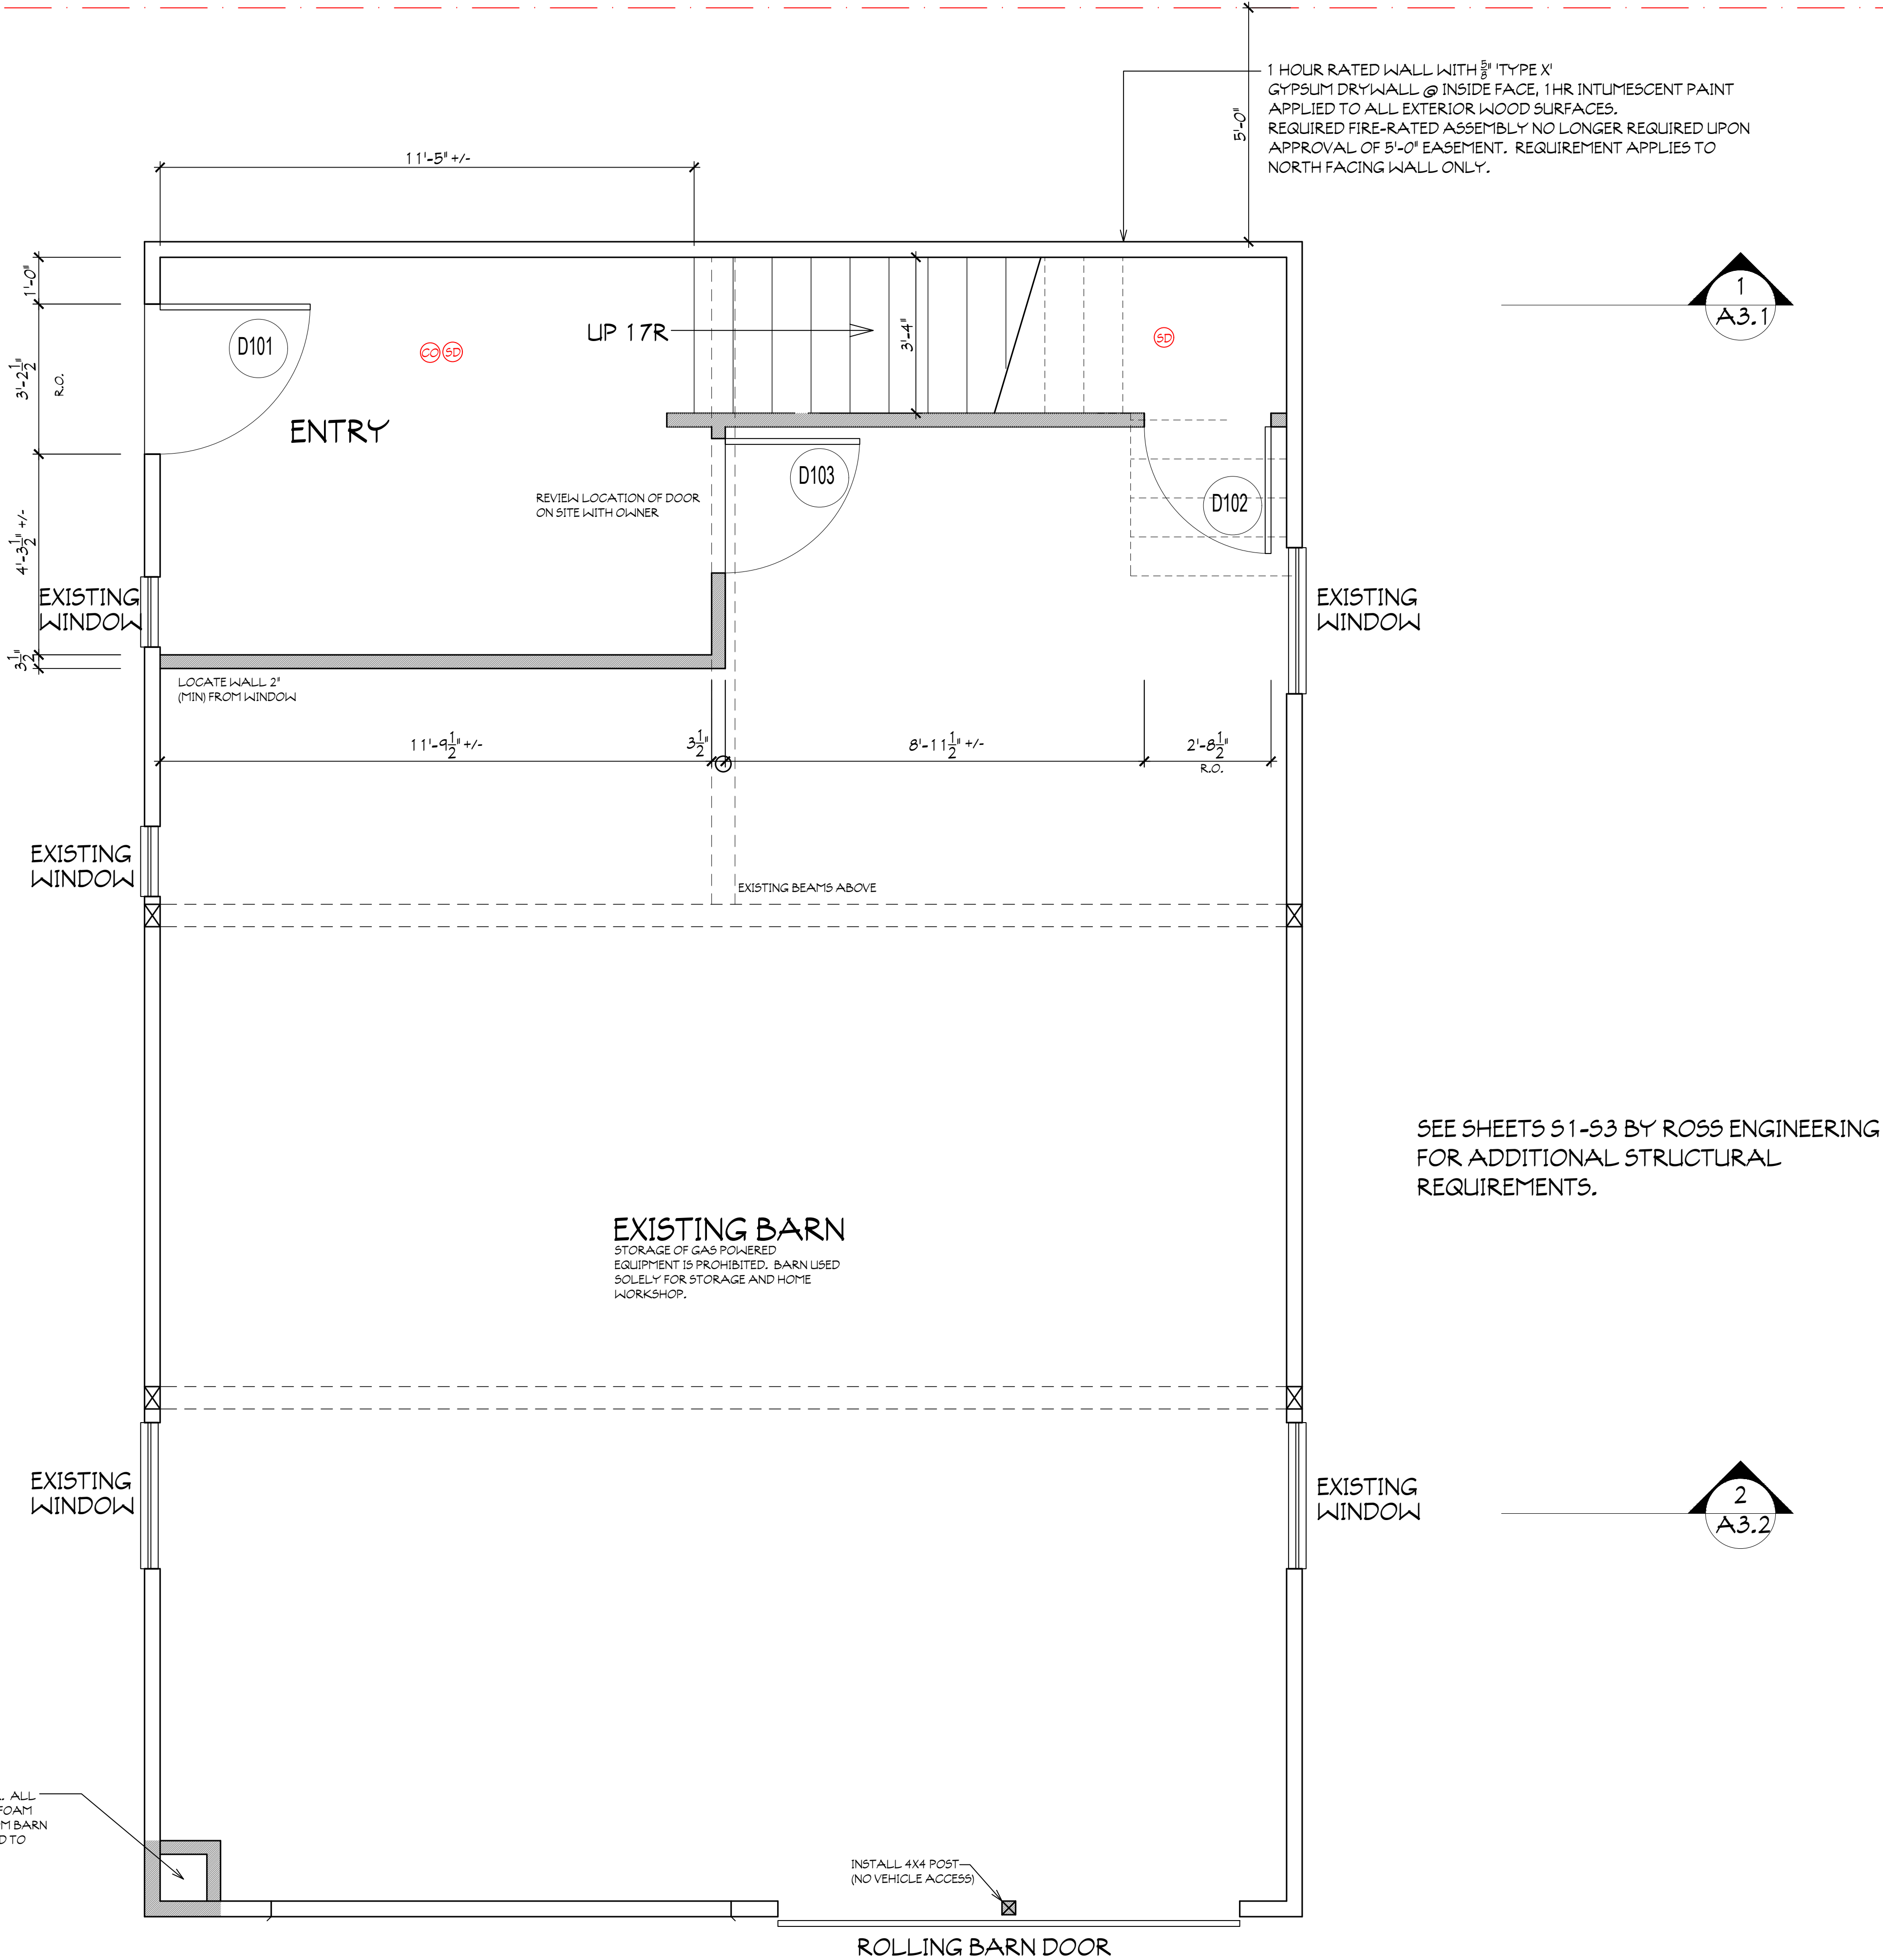 1 HOUR RATED WALL WITH 5/8" 'TYPE X'
GYPSUM DRYWALL @ INSIDE FACE, 1HR INTUMESCENT PAINT
APPLIED TO ALL EXTERIOR WOOD SURFACES.
REQUIRED FIRE-RATED ASSEMBLY NO LONGER REQUIRED UPON
APPROVAL OF 5'-0" EASEMENT. REQUIREMENT APPLIES TO
NORTH FACING WALL ONLY.
5'-0"
11'-5" +/-
1'-0"
3'-2 1/2"
R.O.
4'-3 1/2" +/-
3 1/2"
D101
CO SD
UP 17R
3'-4"
SD
1
A3.1
ENTRY
D103
D102
REVIEW LOCATION OF DOOR
ON SITE WITH OWNER
EXISTING
WINDOW
EXISTING
WINDOW
LOCATE WALL 2"
(MIN) FROM WINDOW
11'-9 1/2" +/-
3 1/2"
8'-11 1/2" +/-
2'-8 1/2"
R.O.
EXISTING
WINDOW
EXISTING BEAMS ABOVE
SEE SHEETS S1-S3 BY ROSS ENGINEERING
FOR ADDITIONAL STRUCTURAL
REQUIREMENTS.
EXISTING BARN
STORAGE OF GAS POWERED
EQUIPMENT IS PROHIBITED. BARN USED
SOLELY FOR STORAGE AND HOME
WORKSHOP.
EXISTING
WINDOW
EXISTING
WINDOW
2
A3.2
. ALL
FOAM
M BARN
D TO
INSTALL 4X4 POST
(NO VEHICLE ACCESS)
ROLLING BARN DOOR